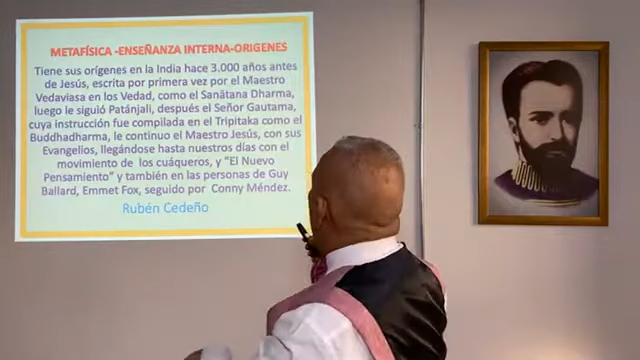 METAFÍSICA -ENSEÑANZA INTERNA-ORIGENES
Tiene sus orígenes en la India hace 3.000 años antes
de Jesús, escrita por primera vez por el Maestro
Vedaviasa en los Vedad, como el Sanātana Dharma,
luego le siguió Patánjali, después el Señor Gautama,
cuya instrucción fue compilada en el Tripitaka como el
Buddhadharma, le continuo el Maestro Jesús, con sus
Evangelios, llegándose hasta nuestros días con el
movimiento de los cuáqueros, y “El Nuevo
Pensamiento” y también en las personas de Guy
Ballard, Emmet Fox, seguido por Conny Méndez.
Rubén Cedeño